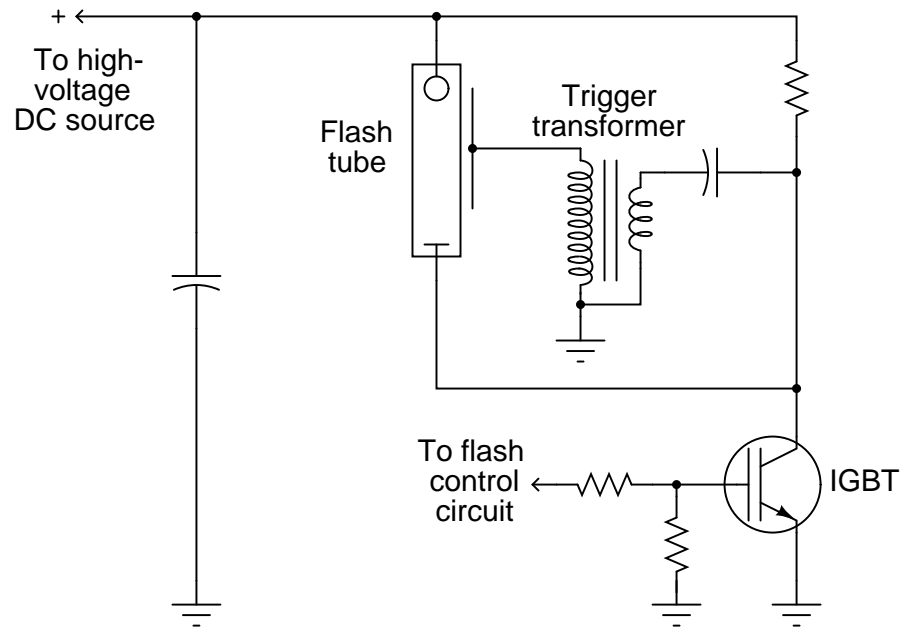 +
To high-
voltage
DC source
Flash
tube
Trigger
transformer
To flash
control
circuit
IGBT